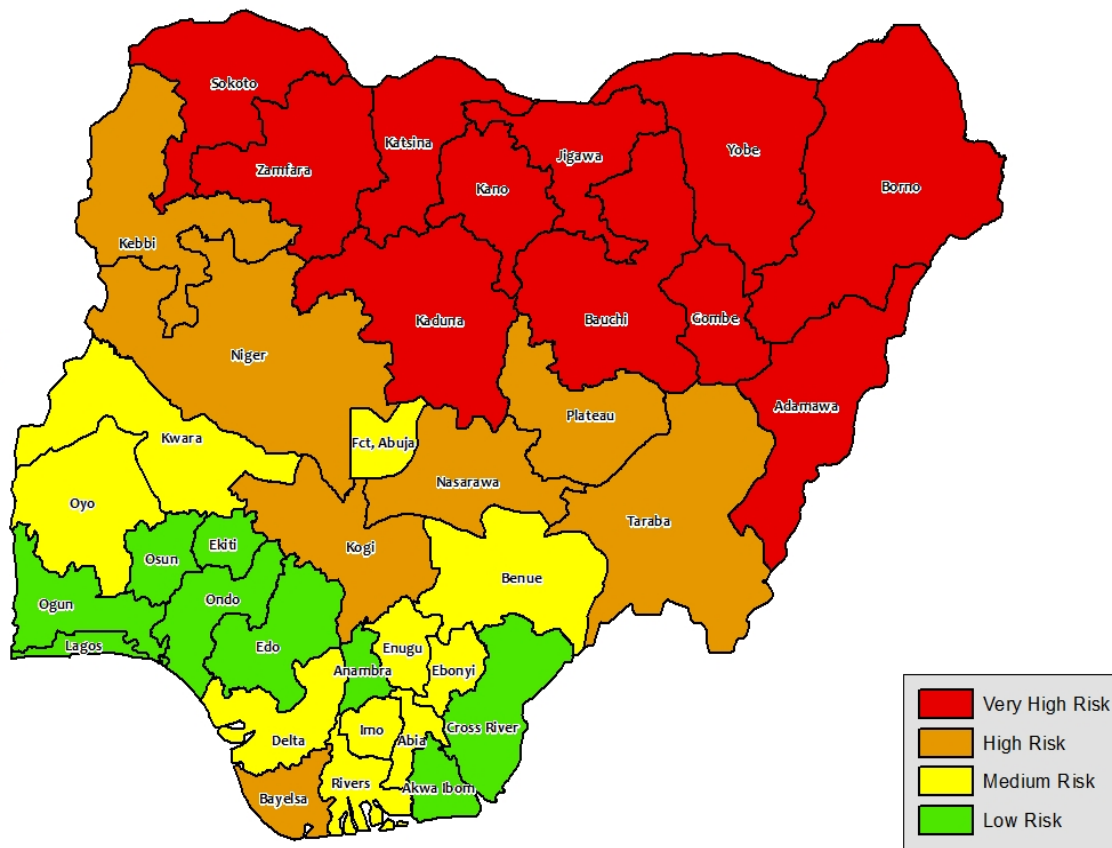 Sokoto
Katsina
Yobe
Jigawa
Zamfara
Kano
Borno
Kebbi
Kaduna
Bauchi
Gombe
Niger
Adamawa
Plateau
Kwara
Fct, Abuja
Nasarawa
Oyo
Taraba
Ekiti
Kogi
Osun
Benue
Ondo
Ogun
Lagos
Edo
Enugu
Anambra
Ebonyi
Cross River
Imo
Delta
Abia
Rivers
Akwa Ibom
Bayelsa
Very High Risk
High Risk
Medium Risk
Low Risk